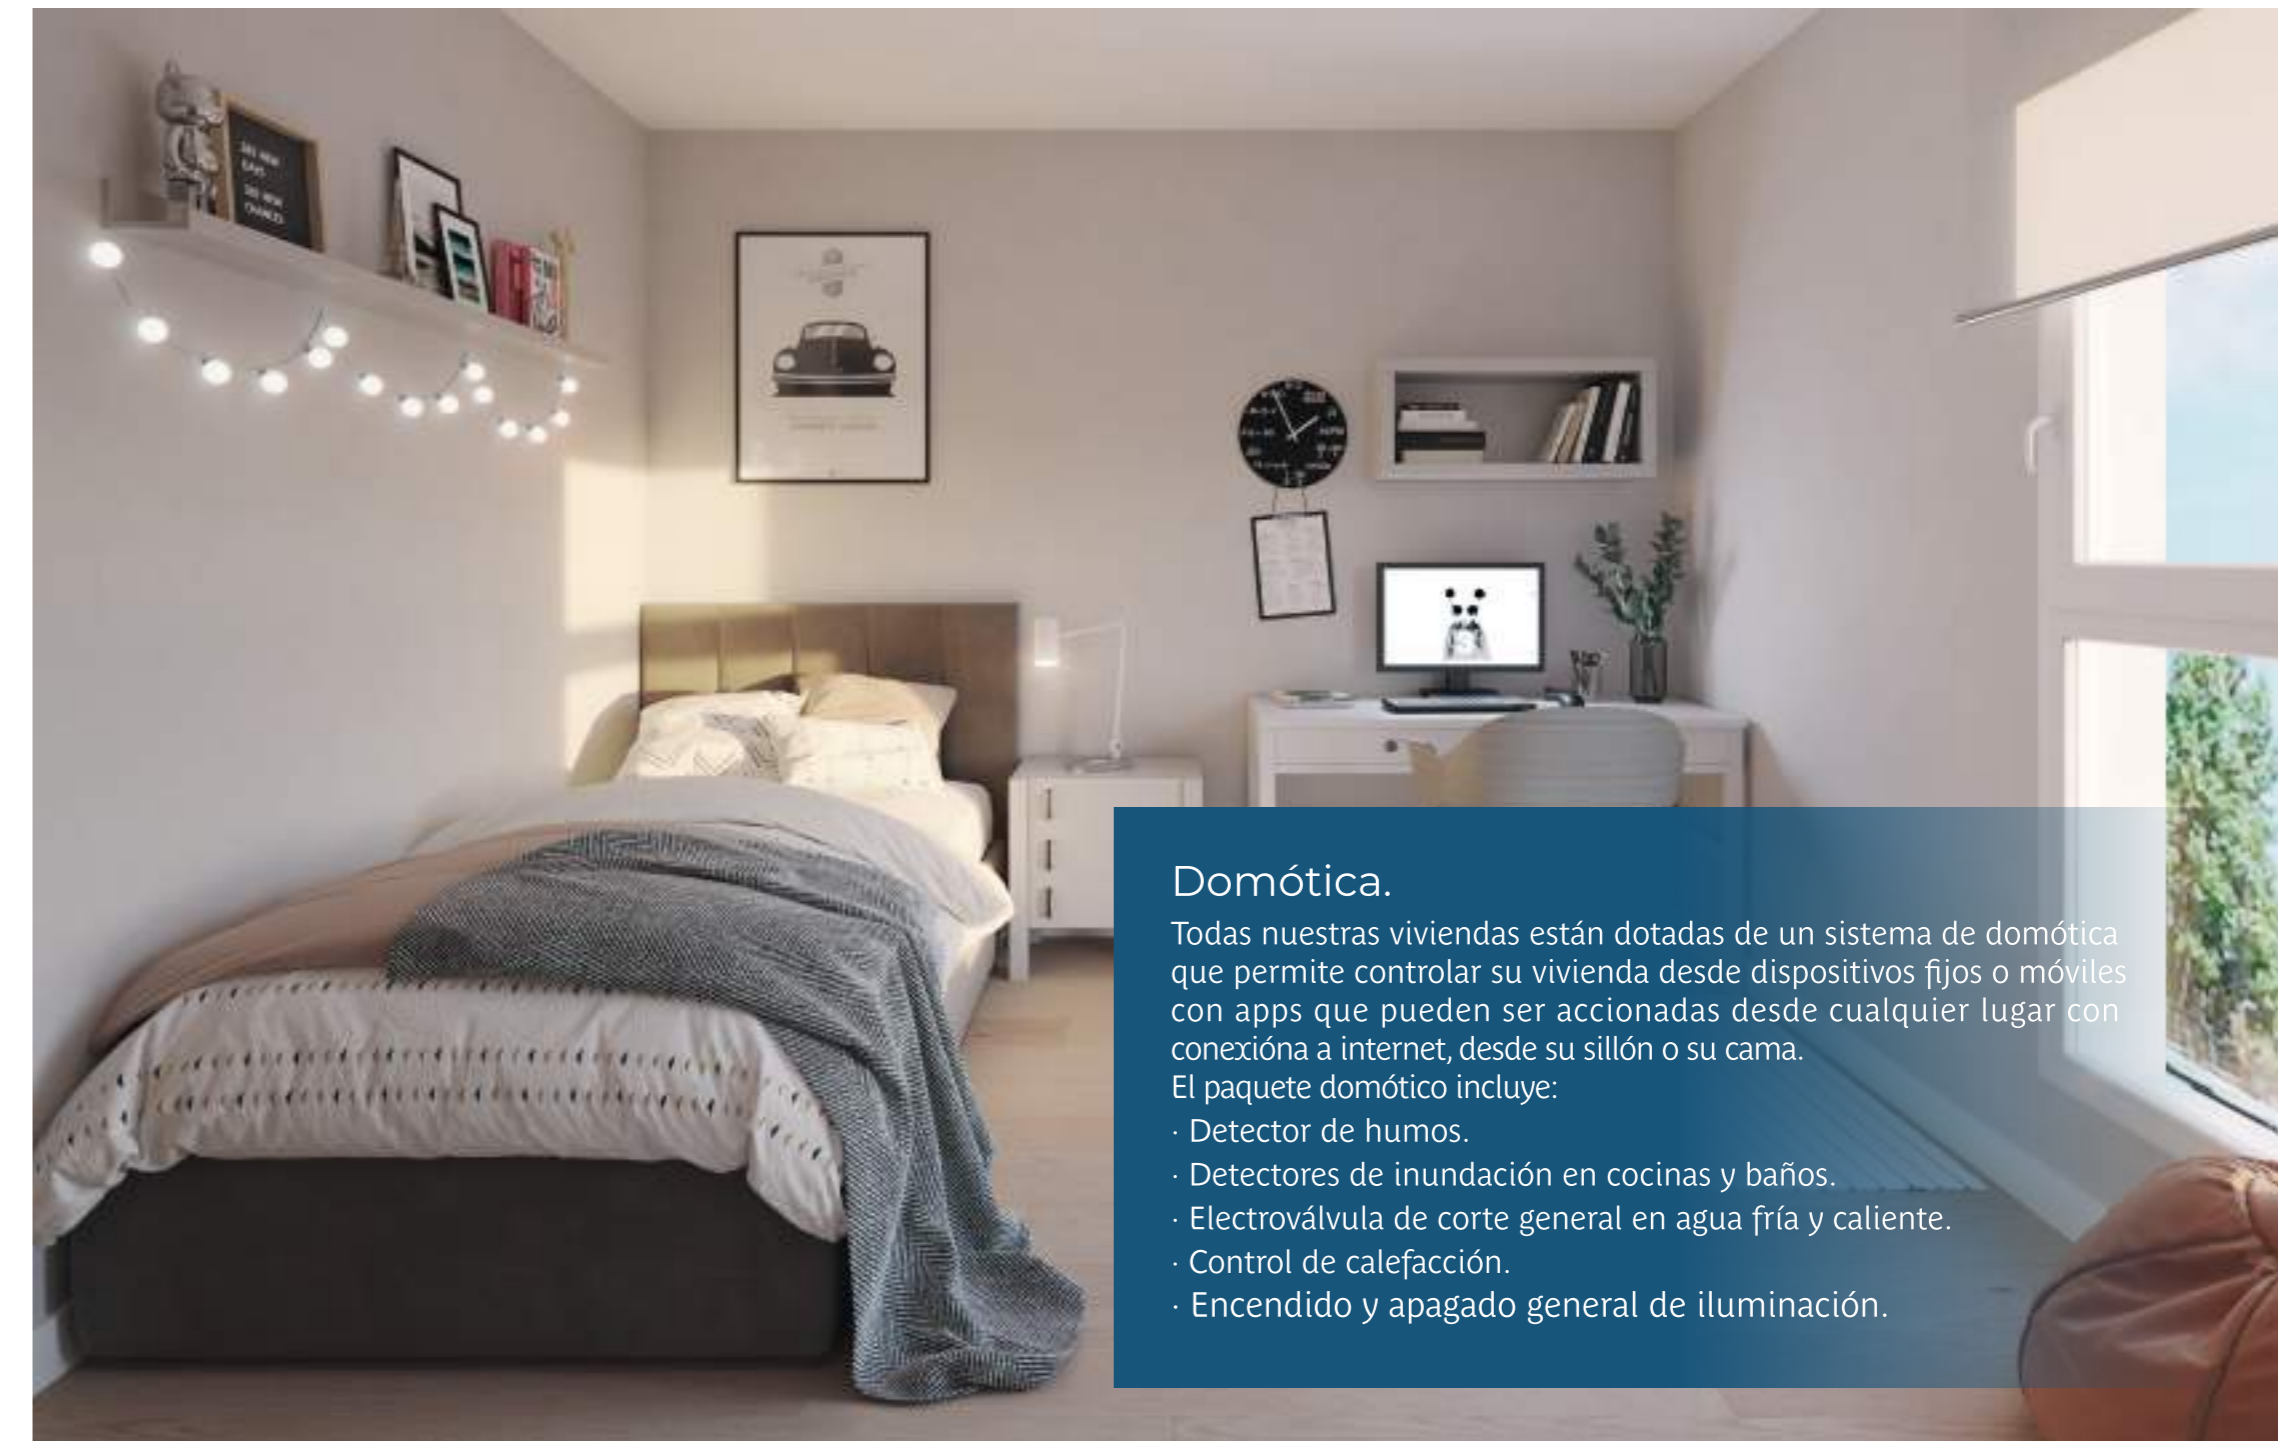 Domótica.
Todas nuestras viviendas están dotadas de un sistema de domótica
que permite controlar su vivienda desde dispositivos fijos o móviles
con apps que pueden ser accionadas desde cualquier lugar con
conexióna a internet, desde su sillón o su cama.
El paquete domótico incluye:
· Detector de humos.
· Detectores de inundación en cocinas y baños.
· Electroválvula de corte general en agua fría y caliente.
· Control de calefacción.
· Encendido y apagado general de iluminación.